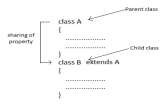 Parent class
class A
{
sharing of
property
....................
....................
}
Child class
class B extends A
{
....................
....................
}